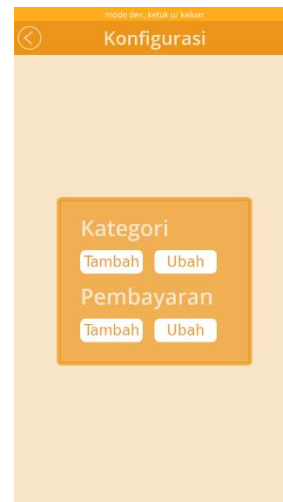 mode dev., ketuk u/ keluar
Konfigurasi
Kategori
Tambah Ubah
Pembayaran
Tambah Ubah